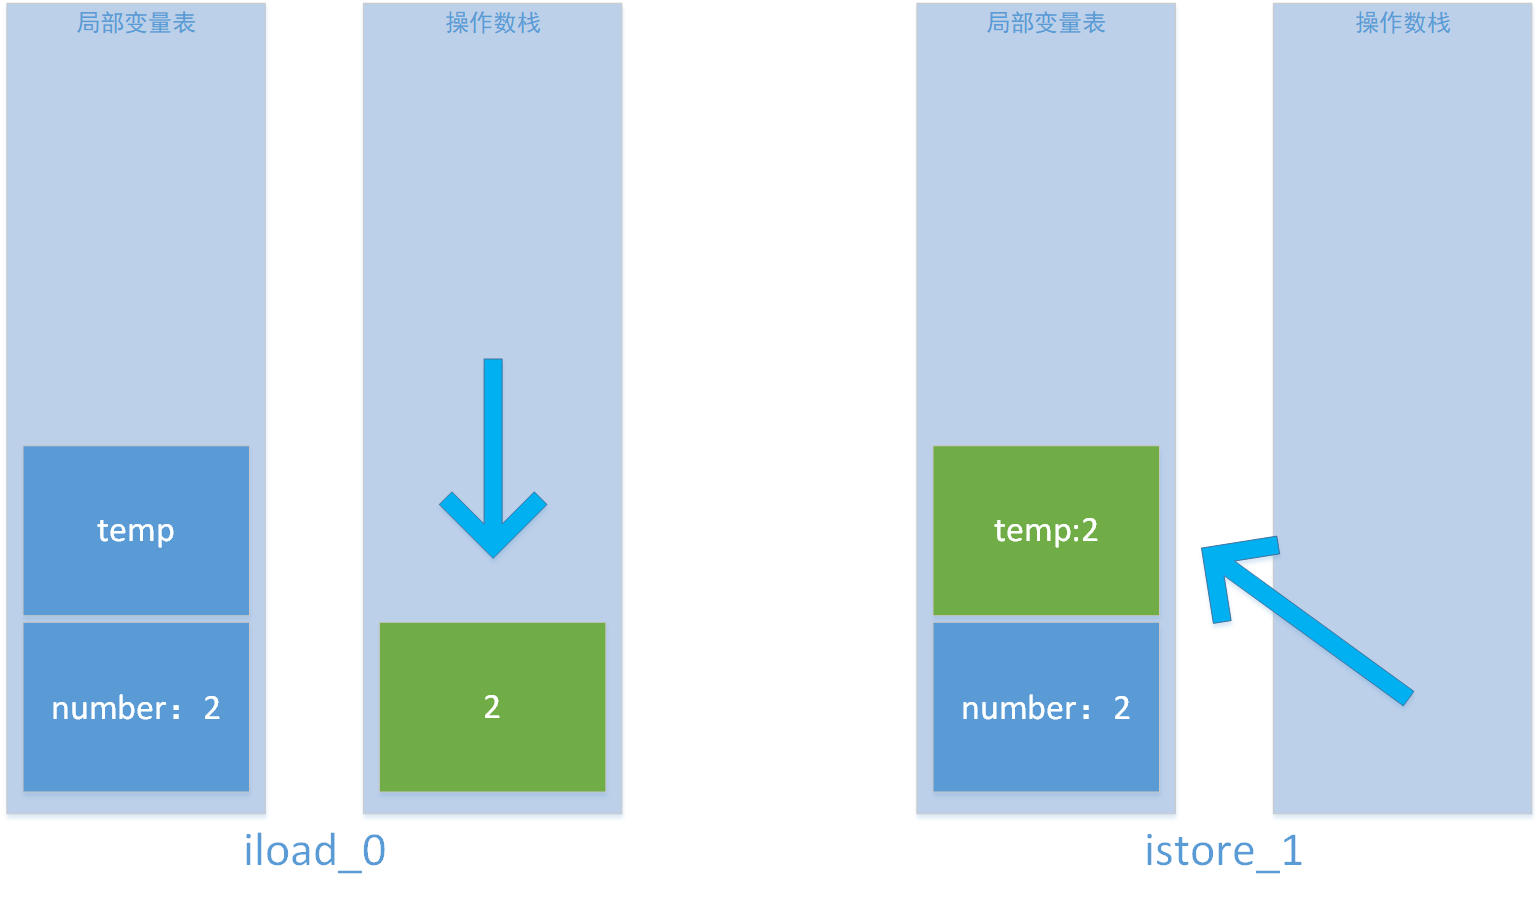 局部变量表
操作数栈
局部变量表
操作数栈
temp
temp:2
number：2
2
number：2
iload_0
istore_1